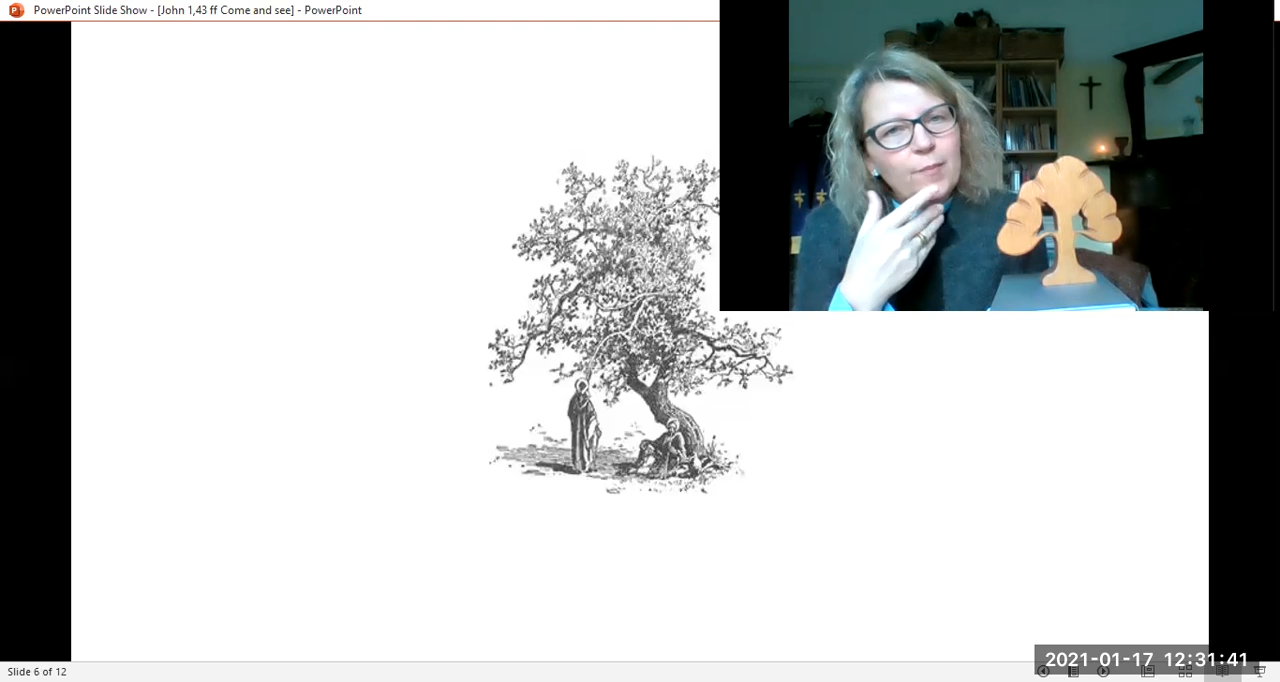 PowerPoint Slide Show - [John 1,43 ff Come and see] - PowerPoint
Slide 6 of 12
2021-01-17 12:31:41